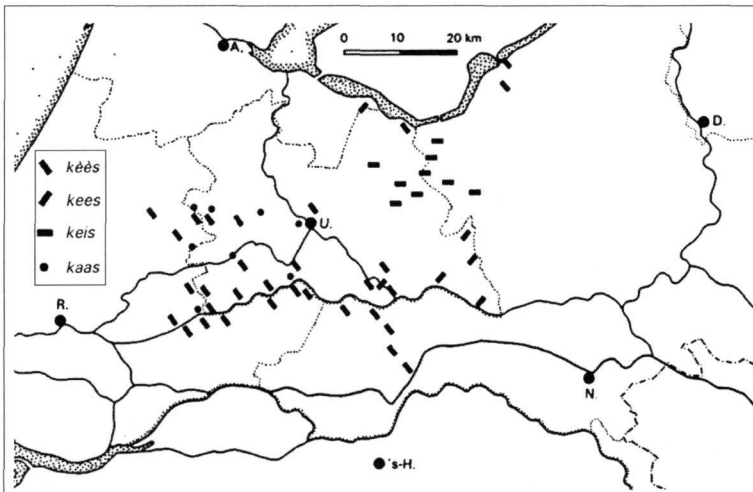 A.
0 10 20 km
D.
kèès
kees
keis
kaas
U.
R.
N.
's-H.